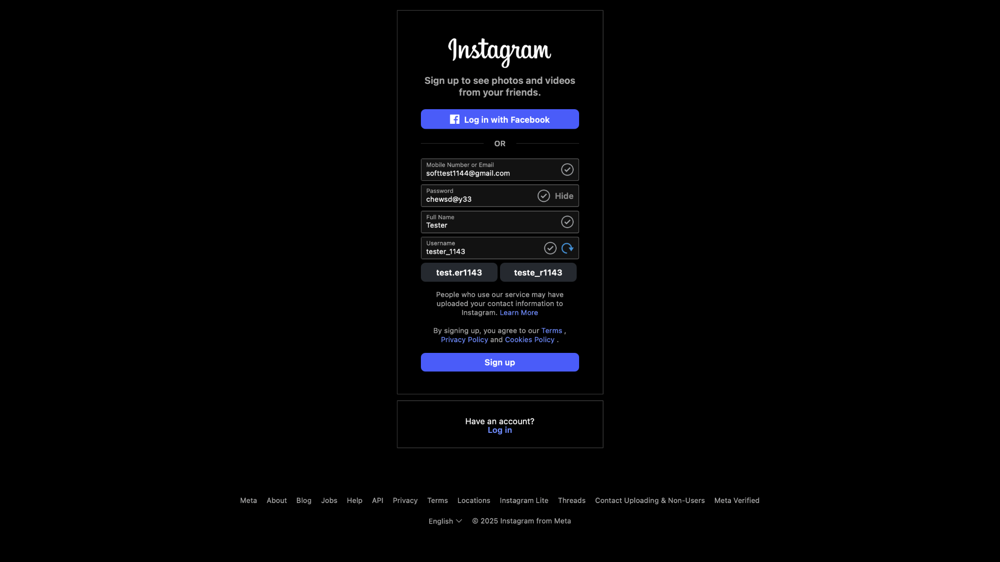 Instagram
Sign up to see photos and videos
from your friends.
Log in with Facebook
OR
Mobile Number or Email
softtest1144@gmail.com
Password
chewsd@y33
Hide
Full Name
Tester
Username
tester_1143
test.er1143 teste_r1143
People who use our service may have
uploaded your contact information to
Instagram. Learn More
By signing up, you agree to our Terms ,
Privacy Policy and Cookies Policy .
Sign up
Have an account?
Log in
Meta About Blog Jobs Help API Privacy Terms Locations Instagram Lite Threads Contact Uploading & Non-Users Meta Verified
English © 2025 Instagram from Meta